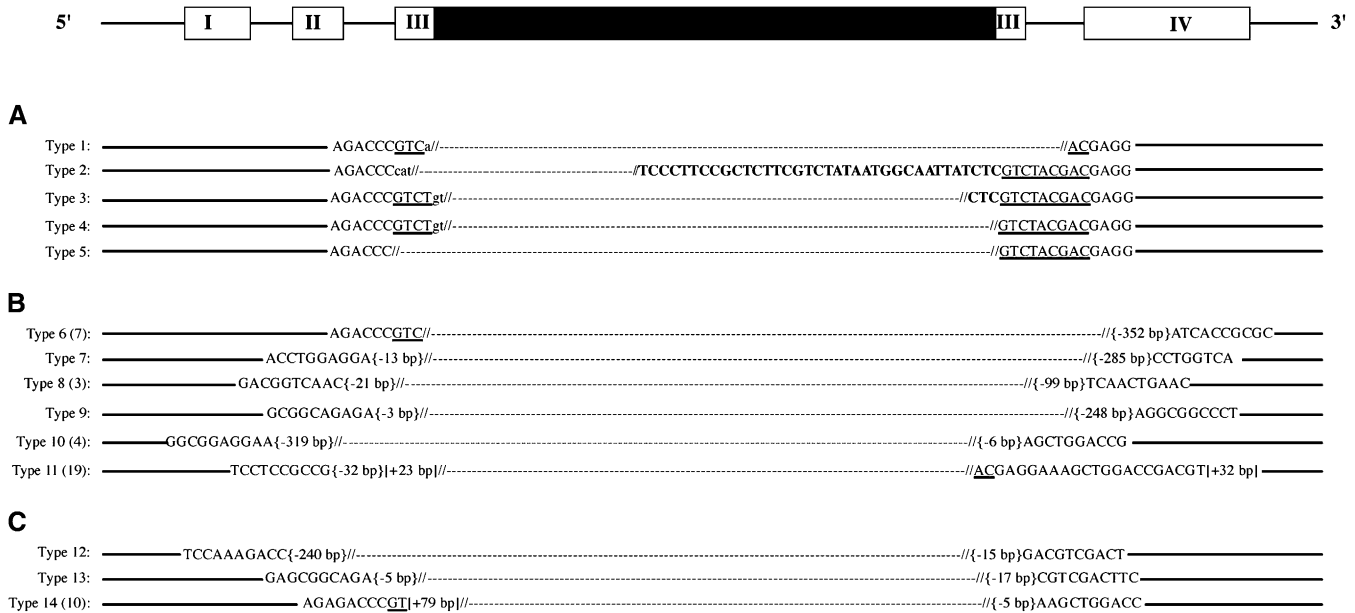 5' I II III III IV 3'
A
Type 1: AGACCCGTCa// //ACGAGG
Type 2: AGACCCcat// //TCCCTTCCGCTCTTCGTCTATAATGGCAATTATCTCGTCTACGACGAGG
Type 3: AGACCCGTCTgt// //CTCGTCTACGACGAGG
Type 4: AGACCCGTCTgt// //GTCTACGACGAGG
Type 5: AGACCC// //GTCTACGACGAGG
B
Type 6 (7): AGACCCGTC// //{-352 bp}ATCACCGCGC
Type 7: ACCTGGAGGA{-13 bp}// //{-285 bp}CCTGGTCA
Type 8 (3): GACGGTCAAC{-21 bp}// //{-99 bp}TCAACTGAAC
Type 9: GCGGCAGAGA{-3 bp}// //{-248 bp}AGGCGGCCCT
Type 10 (4): GGCGGAGGAA{-319 bp}// //{-6 bp}AGCTGGACCG
Type 11 (19): TCCTCCGCCG{-32 bp}|+23 bp|// //ACGAGGAAAGCTGGACCGACGT|+32 bp|
C
Type 12: TCCAAAGACC{-240 bp}// //{-15 bp}GACGTCGACT
Type 13: GAGCGGCAGA{-5 bp}// //{-17 bp}CGTCGACTTC
Type 14 (10): AGAGACCCGT|+79 bp|// //{-5 bp}AAGCTGGACC